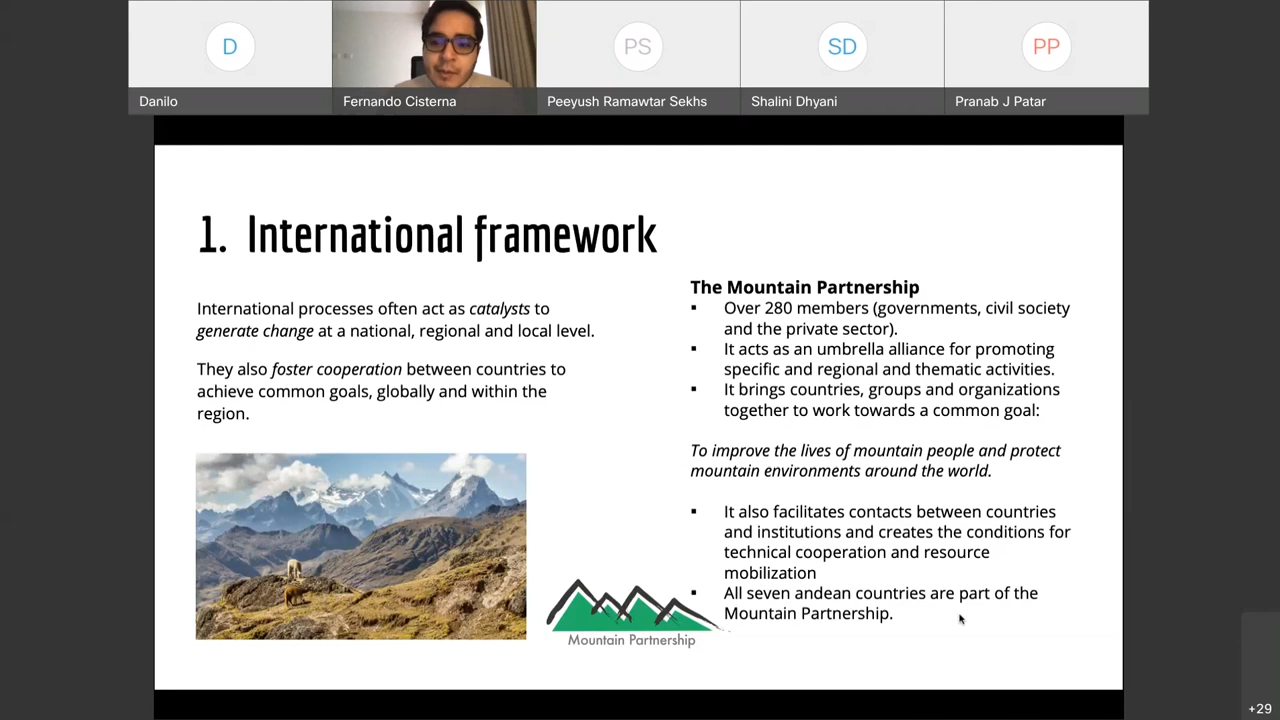 D
PS
SD
PP
Danilo
Fernando Cisterna
Peeyush Ramawtar Sekhs
Shalini Dhyani
Pranab J Patar
1. International framework
International processes often act as catalysts to
generate change at a national, regional and local level.
They also foster cooperation between countries to
achieve common goals, globally and within the
region.
The Mountain Partnership
▪ Over 280 members (governments, civil society
and the private sector).
▪ It acts as an umbrella alliance for promoting
specific and regional and thematic activities.
▪ It brings countries, groups and organizations
together to work towards a common goal:
To improve the lives of mountain people and protect
mountain environments around the world.
▪ It also facilitates contacts between countries
and institutions and creates the conditions for
technical cooperation and resource
mobilization
▪ All seven andean countries are part of the
Mountain Partnership.
Mountain Partnership
+29